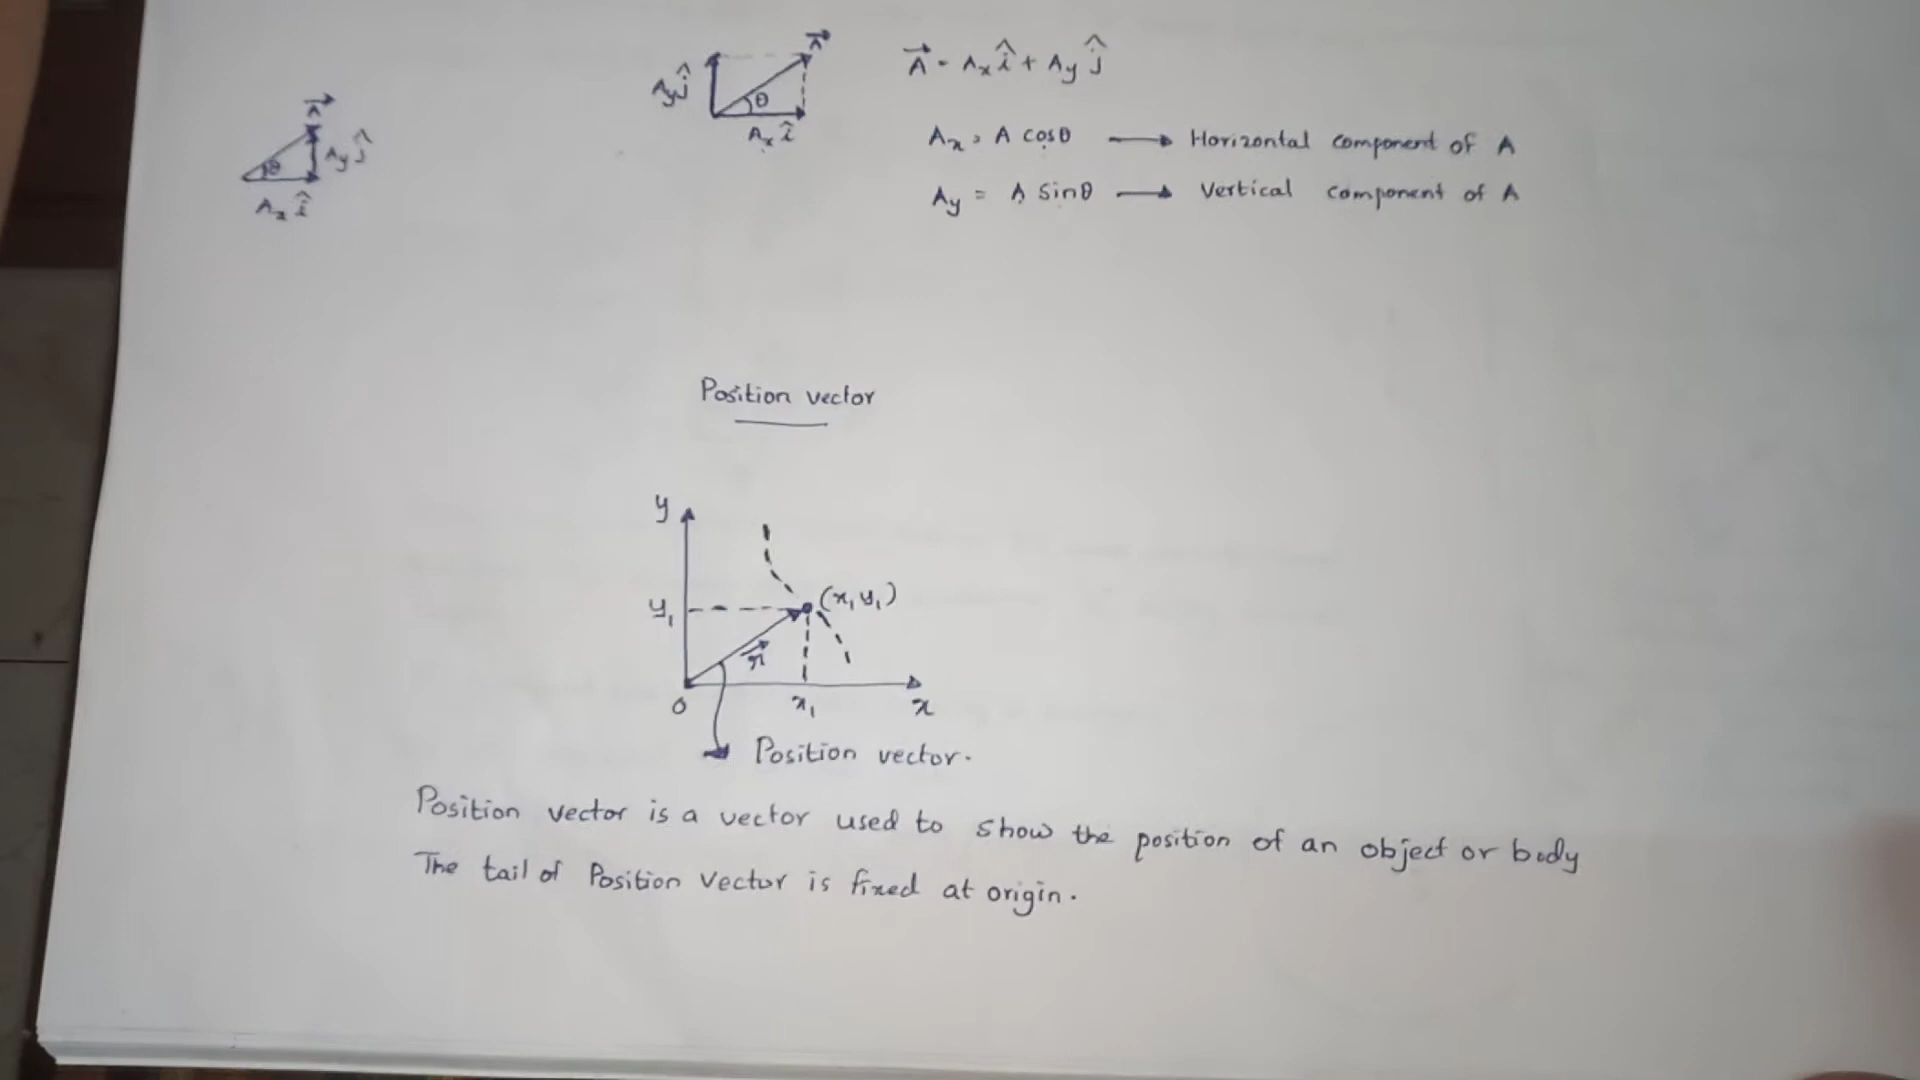 A⃗ = Aₓ î + Ay ĵ
Ay ĵ
A⃗
θ
Aₓ î
A⃗
θ
Ay ĵ
Aₓ î
Aₓ = A cosθ → Horizontal component of A
Ay = A sinθ → Vertical component of A
Position vector
y
y₁
(x₁ y₁)
r⃗
O
x₁
x
Position vector.
Position vector is a vector used to show the position of an object or body
The tail of Position Vector is fixed at origin.